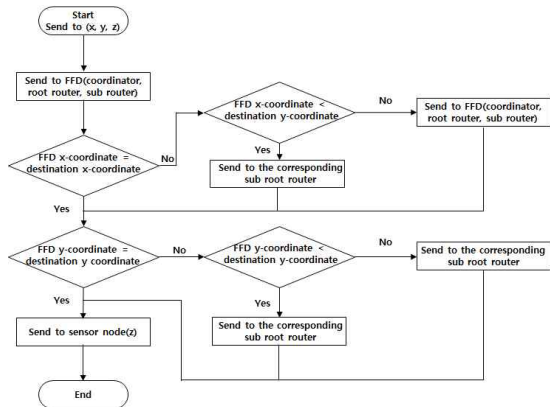 Start
Send to (x, y, z)
Send to FFD(coordinator,
root router, sub router)
FFD x-coordinate <
destination y-coordinate
No
Send to FFD(coordinator,
root router, sub router)
FFD x-coordinate =
destination x-coordinate
No
Yes
Send to the corresponding
sub root router
Yes
FFD y-coordinate =
destination y coordinate
No
FFD y-coordinate <
destination y-coordinate
No
Send to the corresponding
sub root router
Yes
Yes
Send to sensor node(z)
Send to the corresponding
sub root router
End